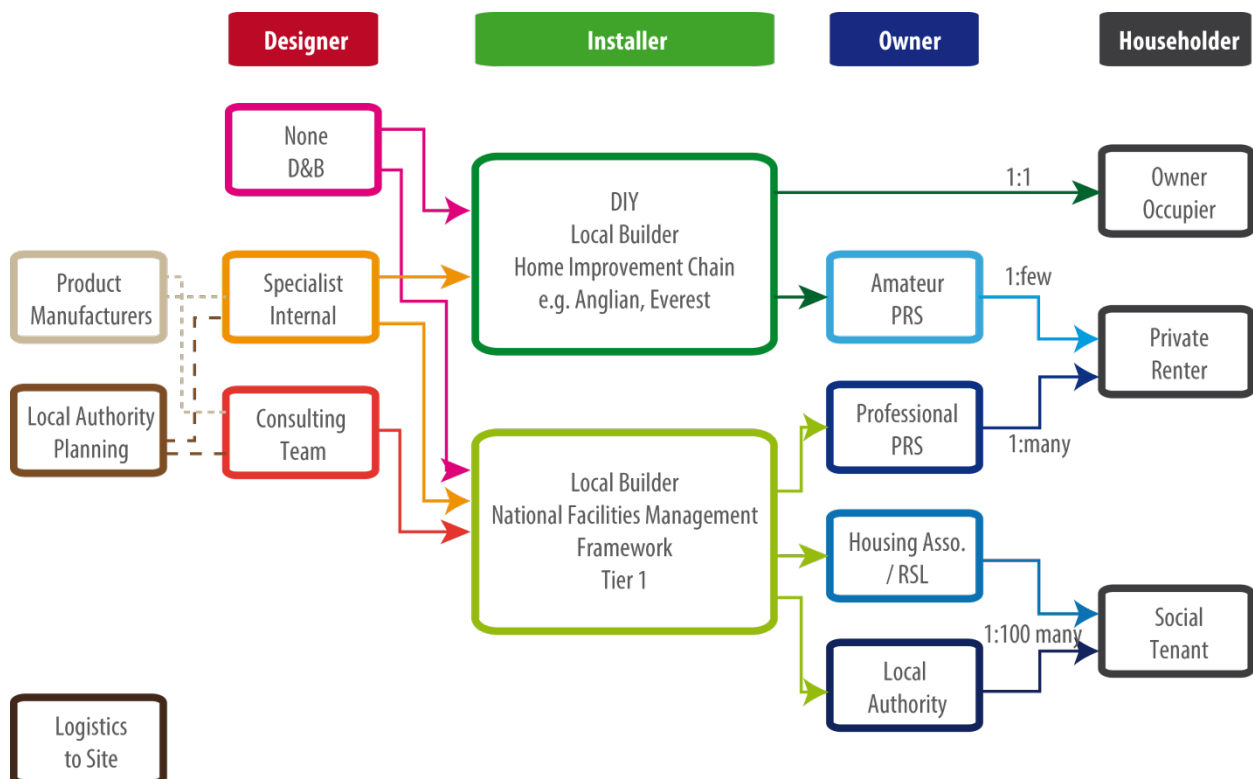 Designer
Installer
Owner
Householder
None
D&B
DIY
Local Builder
Home Improvement Chain
e.g. Anglian, Everest
1:1
Owner
Occupier
Product
Manufacturers
Specialist
Internal
Amateur
PRS
1:few
Private
Renter
Local Authority
Planning
Consulting
Team
Professional
PRS
1:many
Local Builder
National Facilities Management
Framework
Tier 1
Housing Asso.
/ RSL
1:100 many
Social
Tenant
Local
Authority
Logistics
to Site